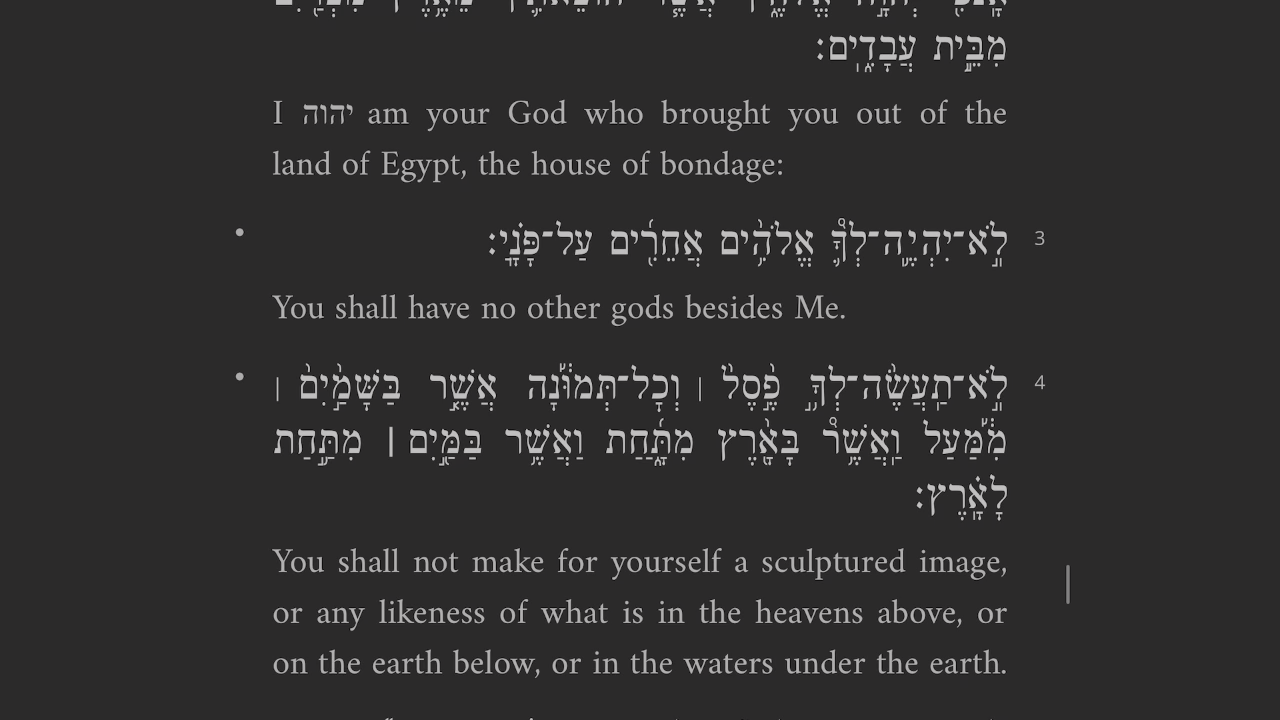 מִבֵּ֣֥ית עֲבָדִֽ֑ים׃
I יהוה am your God who brought you out of the
land of Egypt, the house of bondage:
• לֹֽ֣א־יִהְיֶ֥ה־לְךָ֛֩ אֱלֹהִ֥֨ים אֲחֵרִ֖֜ים עַל־פָּנָֽ֗י׃ 3
You shall have no other gods besides Me.
• לֹֽ֣א־תַֽעֲשֶׂ֨ה־לְךָ֥֣ פֶ֣֙סֶל֙ ׀ וְכׇל־תְּמוּנָ֡ה אֲשֶׁ֤֣ר בַּשָּׁמַ֣֙יִם֙ ׀ 4
מִמַּ֡עַל וַֽאֲשֶׁ֥ר֩ בָּאָ֖֨רֶץ מִתַָּ֑֜חַת וַאֲשֶׁ֥ר בַּמַּ֖֣יִם ׀ מִתַּ֥֣חַת
לָאָֽ֗רֶץ׃
You shall not make for yourself a sculptured image,
or any likeness of what is in the heavens above, or
on the earth below, or in the waters under the earth.